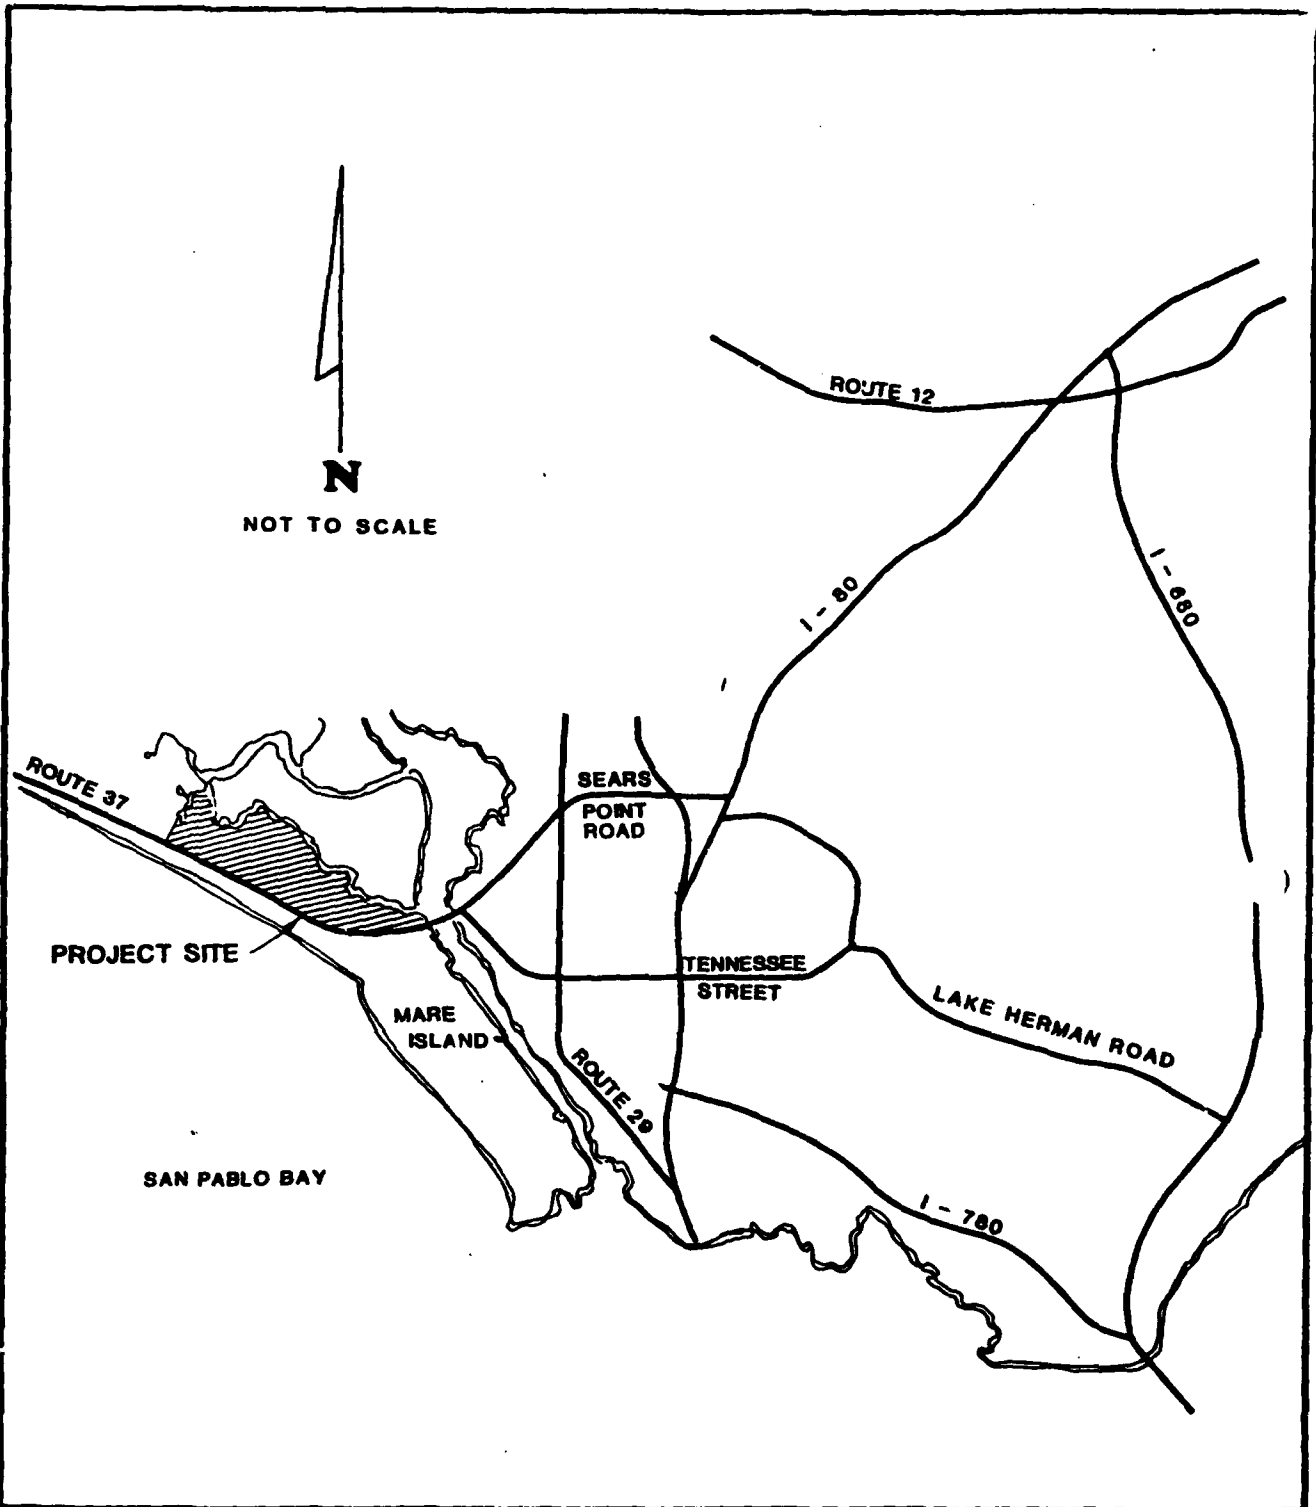 N
NOT TO SCALE
ROUTE 12
I - 80
I - 680
ROUTE 37
SEARS
POINT
ROAD
PROJECT SITE
TENNESSEE
STREET
MARE
ISLAND
LAKE HERMAN ROAD
ROUTE 29
SAN PABLO BAY
I - 780